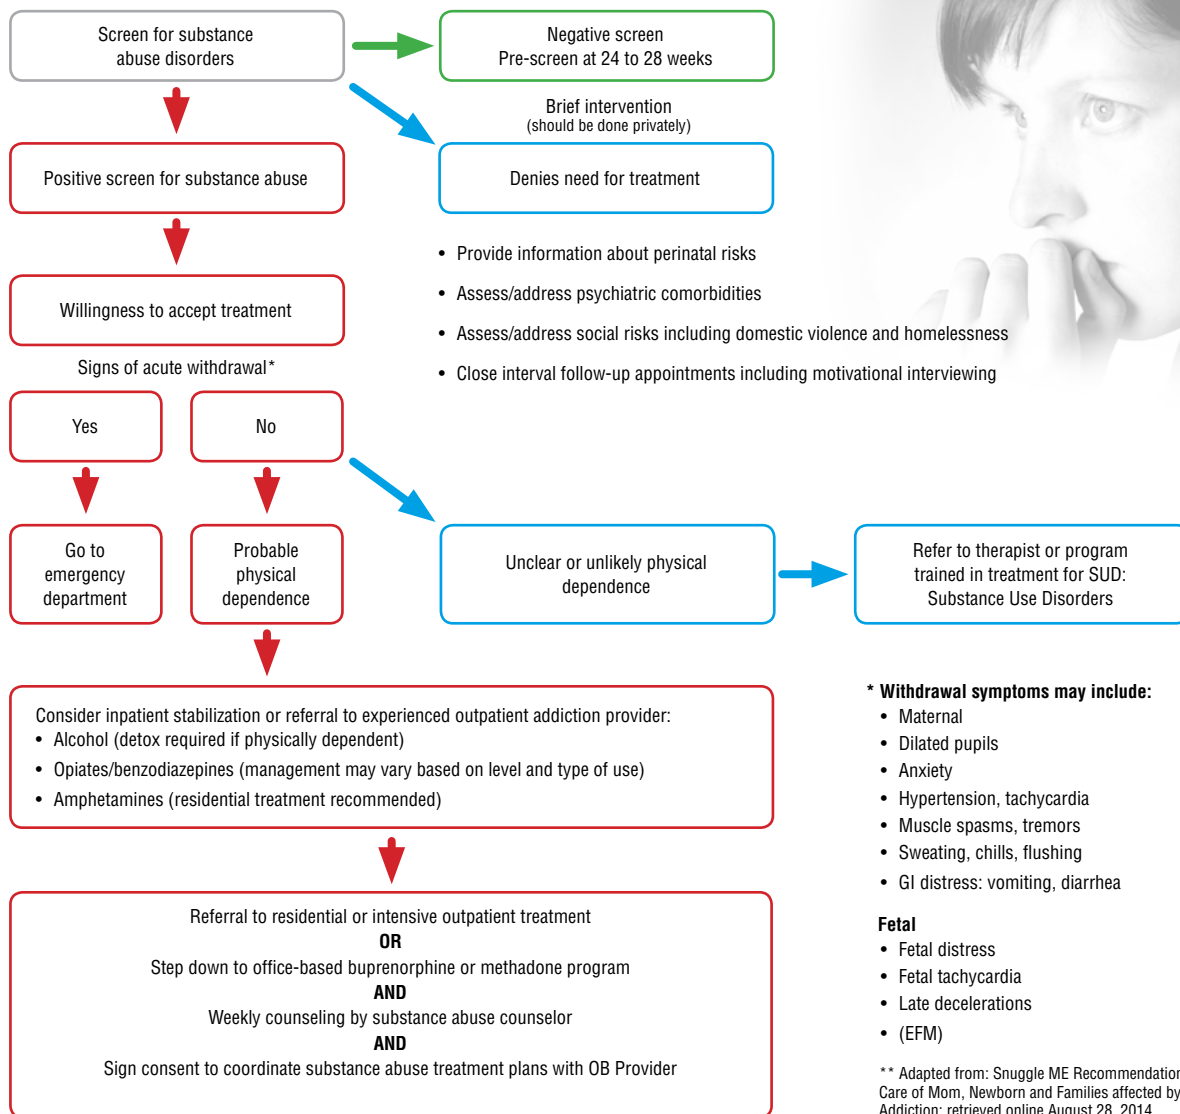 Screen for substance
abuse disorders
Negative screen
Pre-screen at 24 to 28 weeks
Brief intervention
(should be done privately)
Positive screen for substance abuse
Denies need for treatment
• Provide information about perinatal risks
• Assess/address psychiatric comorbidities
• Assess/address social risks including domestic violence and homelessness
• Close interval follow-up appointments including motivational interviewing
Willingness to accept treatment
Signs of acute withdrawal*
Yes
No
Go to
emergency
department
Probable
physical
dependence
Unclear or unlikely physical
dependence
Refer to therapist or program
trained in treatment for SUD:
Substance Use Disorders
Consider inpatient stabilization or referral to experienced outpatient addiction provider:
• Alcohol (detox required if physically dependent)
• Opiates/benzodiazepines (management may vary based on level and type of use)
• Amphetamines (residential treatment recommended)
Referral to residential or intensive outpatient treatment
OR
Step down to office-based buprenorphine or methadone program
AND
Weekly counseling by substance abuse counselor
AND
Sign consent to coordinate substance abuse treatment plans with OB Provider
* Withdrawal symptoms may include:
• Maternal
• Dilated pupils
• Anxiety
• Hypertension, tachycardia
• Muscle spasms, tremors
• Sweating, chills, flushing
• GI distress: vomiting, diarrhea
Fetal
• Fetal distress
• Fetal tachycardia
• Late decelerations
• (EFM)
** Adapted from: Snuggle ME Recommendation
Care of Mom, Newborn and Families affected by
Addiction; retrieved online August 28, 2014